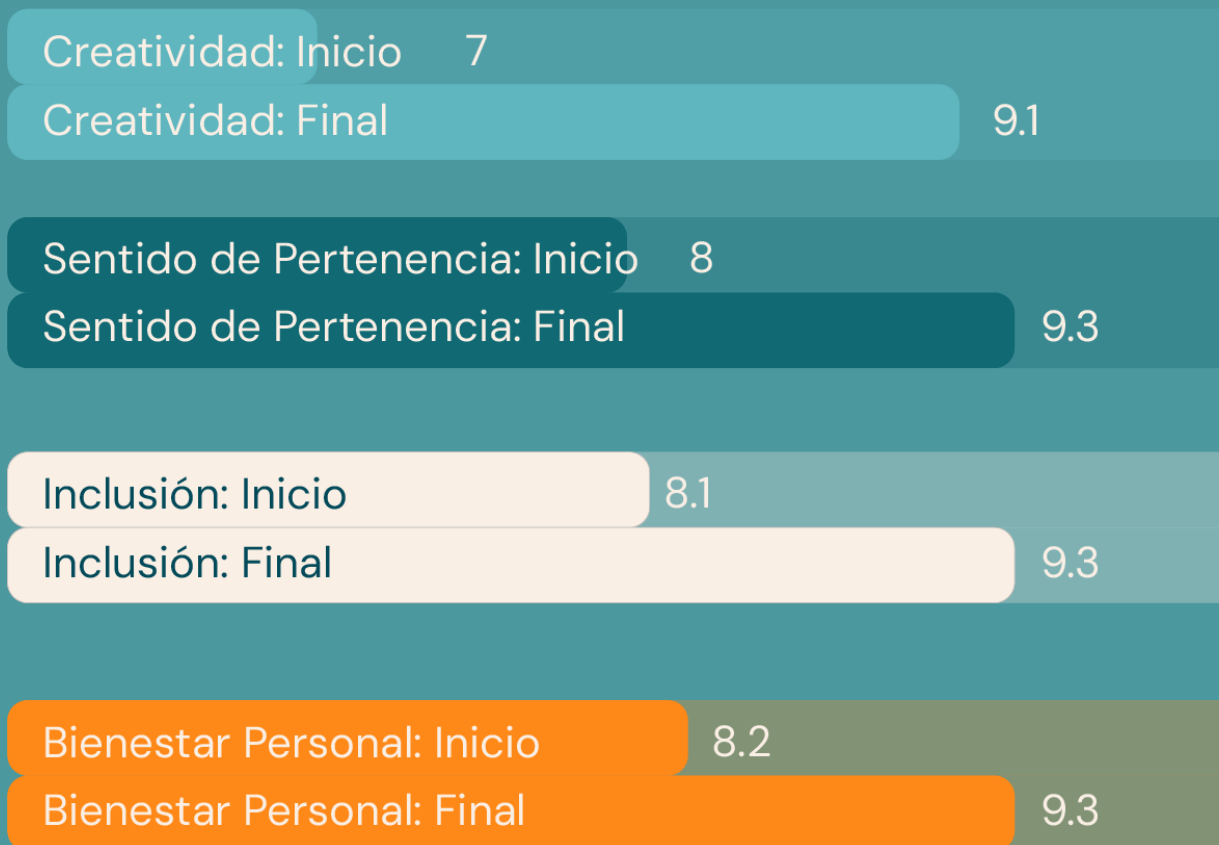 Creatividad: Inicio 7
Creatividad: Final 9.1
Sentido de Pertenencia: Inicio 8
Sentido de Pertenencia: Final 9.3
Inclusión: Inicio 8.1
Inclusión: Final 9.3
Bienestar Personal: Inicio 8.2
Bienestar Personal: Final 9.3